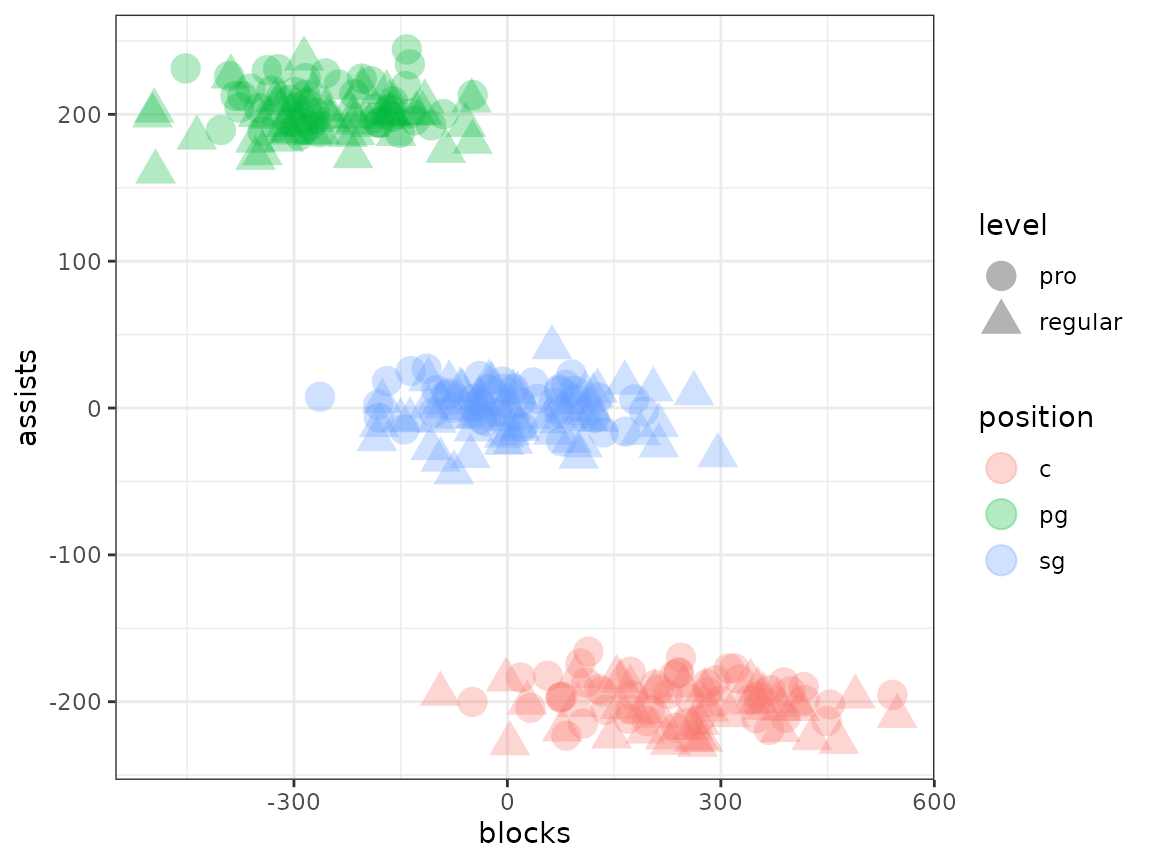 200
100
0
-100
-200
assists
-300 0 300 600
blocks
level
pro
regular
position
c
pg
sg